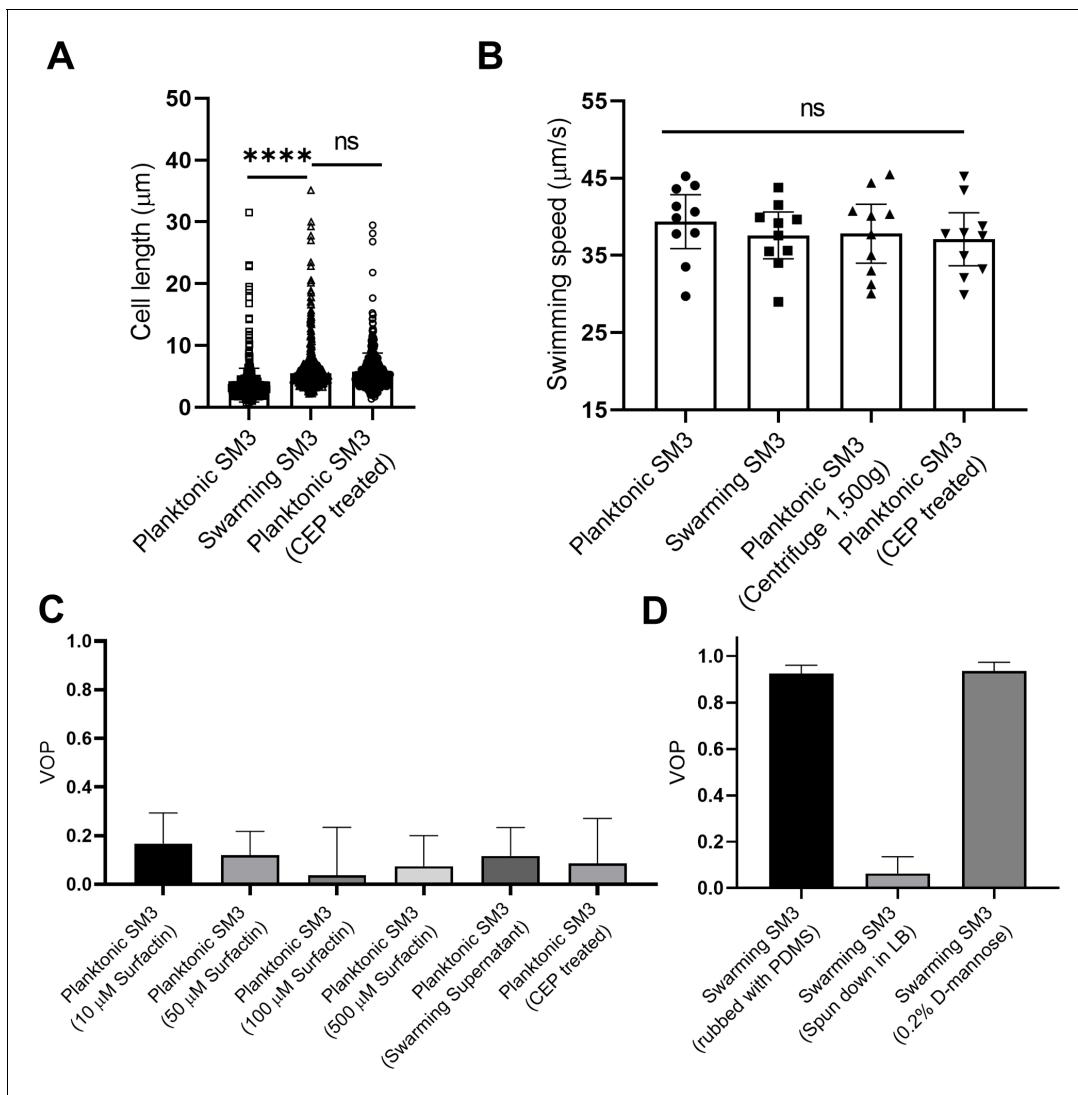 A
50
40
30
20
10
0
Cell length (μm)
****
ns
Planktonic SM3
Swarming SM3
Planktonic SM3
(CEP treated)
B
55
45
35
25
15
Swimming speed (μm/s)
ns
Planktonic SM3
Swarming SM3
Planktonic SM3
(Centrifuge 1,500g)
Planktonic SM3
(CEP treated)
C
1.0
0.8
0.6
0.4
0.2
0.0
VOP
Planktonic SM3
(10 μM Surfactin)
Planktonic SM3
(50 μM Surfactin)
Planktonic SM3
(100 μM Surfactin)
Planktonic SM3
(500 μM Surfactin)
Planktonic SM3
(Swarming Supernatant)
Planktonic SM3
(CEP treated)
D
1.0
0.8
0.6
0.4
0.2
0.0
VOP
Swarming SM3
(rubbed with PDMS)
Swarming SM3
(Spun down in LB)
Swarming SM3
(0.2% D-mannose)